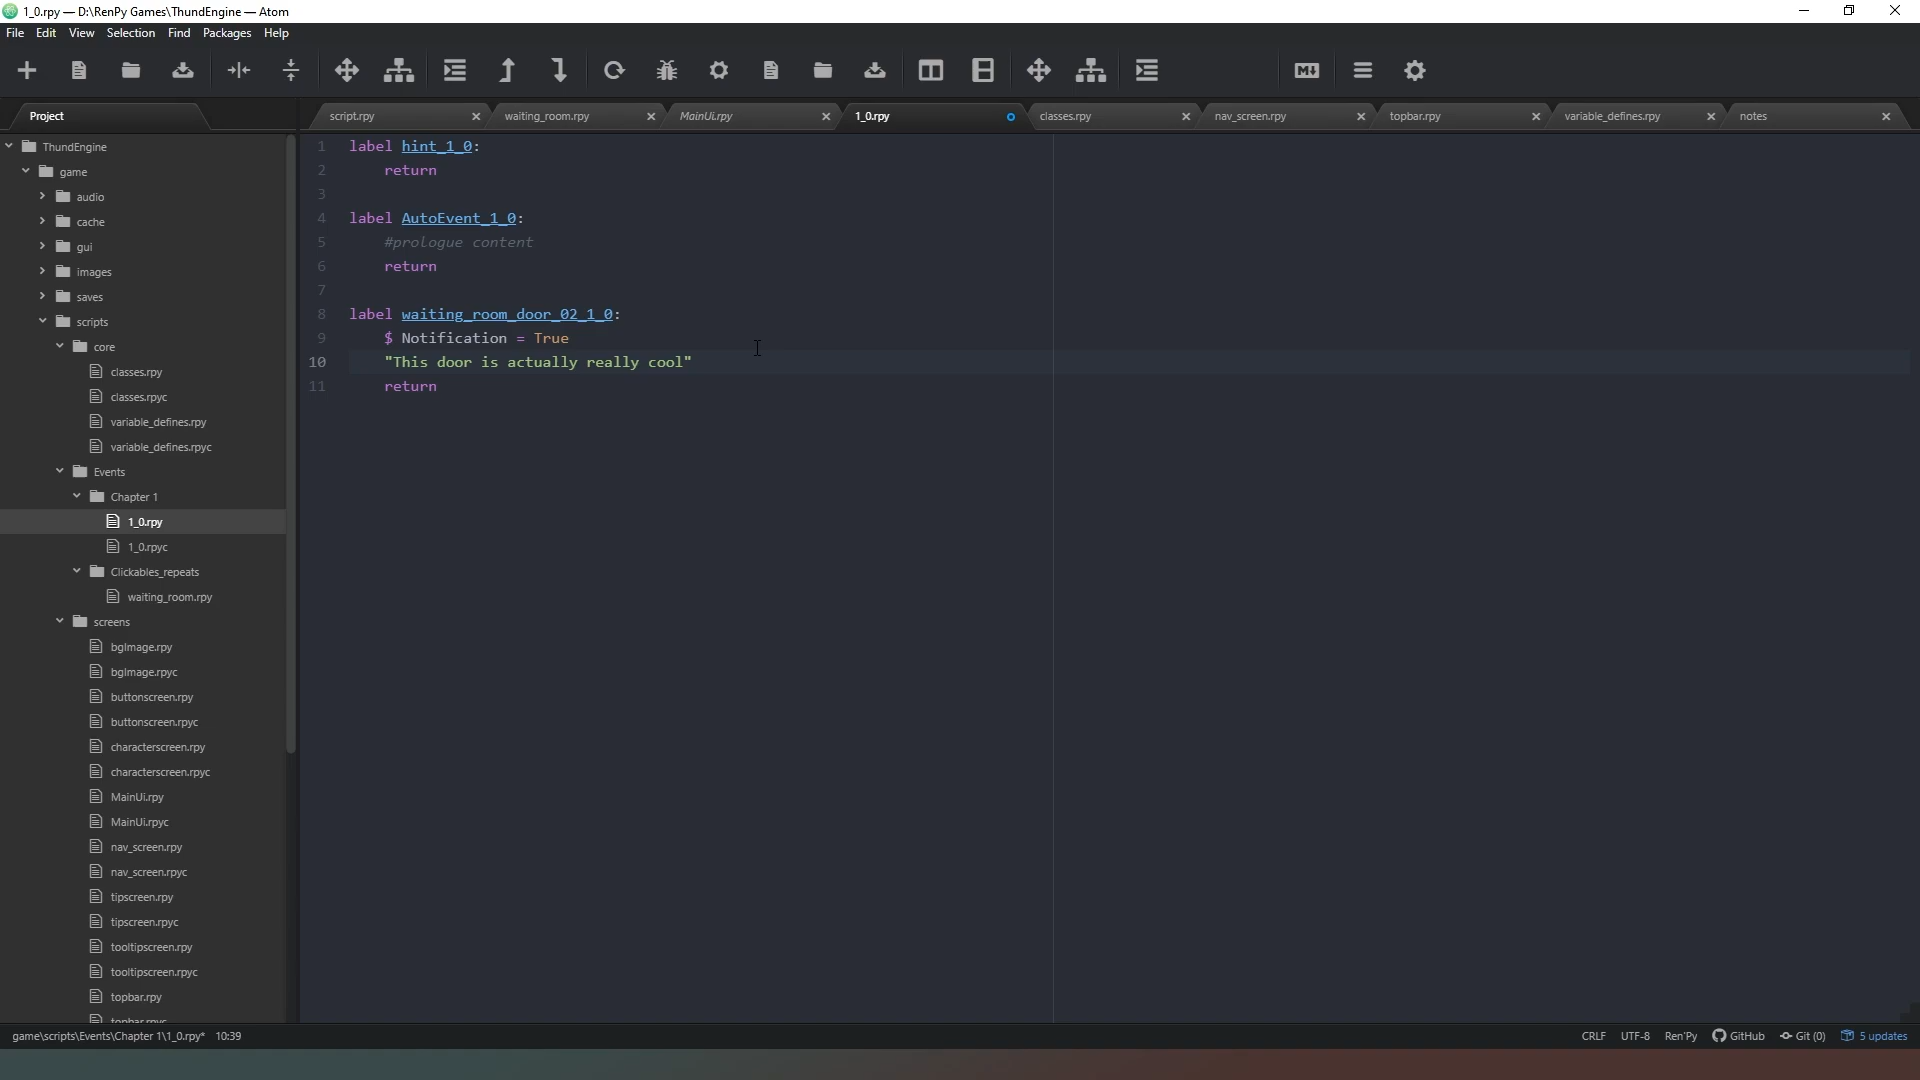 1_0.rpy — D:\RenPy Games\ThundEngine — Atom
File Edit View Selection Find Packages Help
Project
script.rpy
waiting_room.rpy
MainUi.rpy
1_0.rpy
classes.rpy
nav_screen.rpy
topbar.rpy
variable_defines.rpy
notes
ThundEngine
game
audio
cache
gui
images
saves
scripts
core
classes.rpy
classes.rpyc
variable_defines.rpy
variable_defines.rpyc
Events
Chapter 1
1_0.rpy
1_0.rpyc
Clickables_repeats
waiting_room.rpy
screens
bgImage.rpy
bgImage.rpyc
buttonscreen.rpy
buttonscreen.rpyc
characterscreen.rpy
characterscreen.rpyc
MainUi.rpy
MainUi.rpyc
nav_screen.rpy
nav_screen.rpyc
tipscreen.rpy
tipscreen.rpyc
tooltipscreen.rpy
tooltipscreen.rpyc
topbar.rpy
topbar.rpyc
1 label hint_1_0:
2 return
3
4 label AutoEvent_1_0:
5 #prologue content
6 return
7
8 label waiting_room_door_02_1_0:
9 $ Notification = True
10 "This door is actually really cool"
11 return
game\scripts\Events\Chapter 1\1_0.rpy* 10:39
CRLF UTF-8 Ren'Py GitHub Git (0) 5 updates